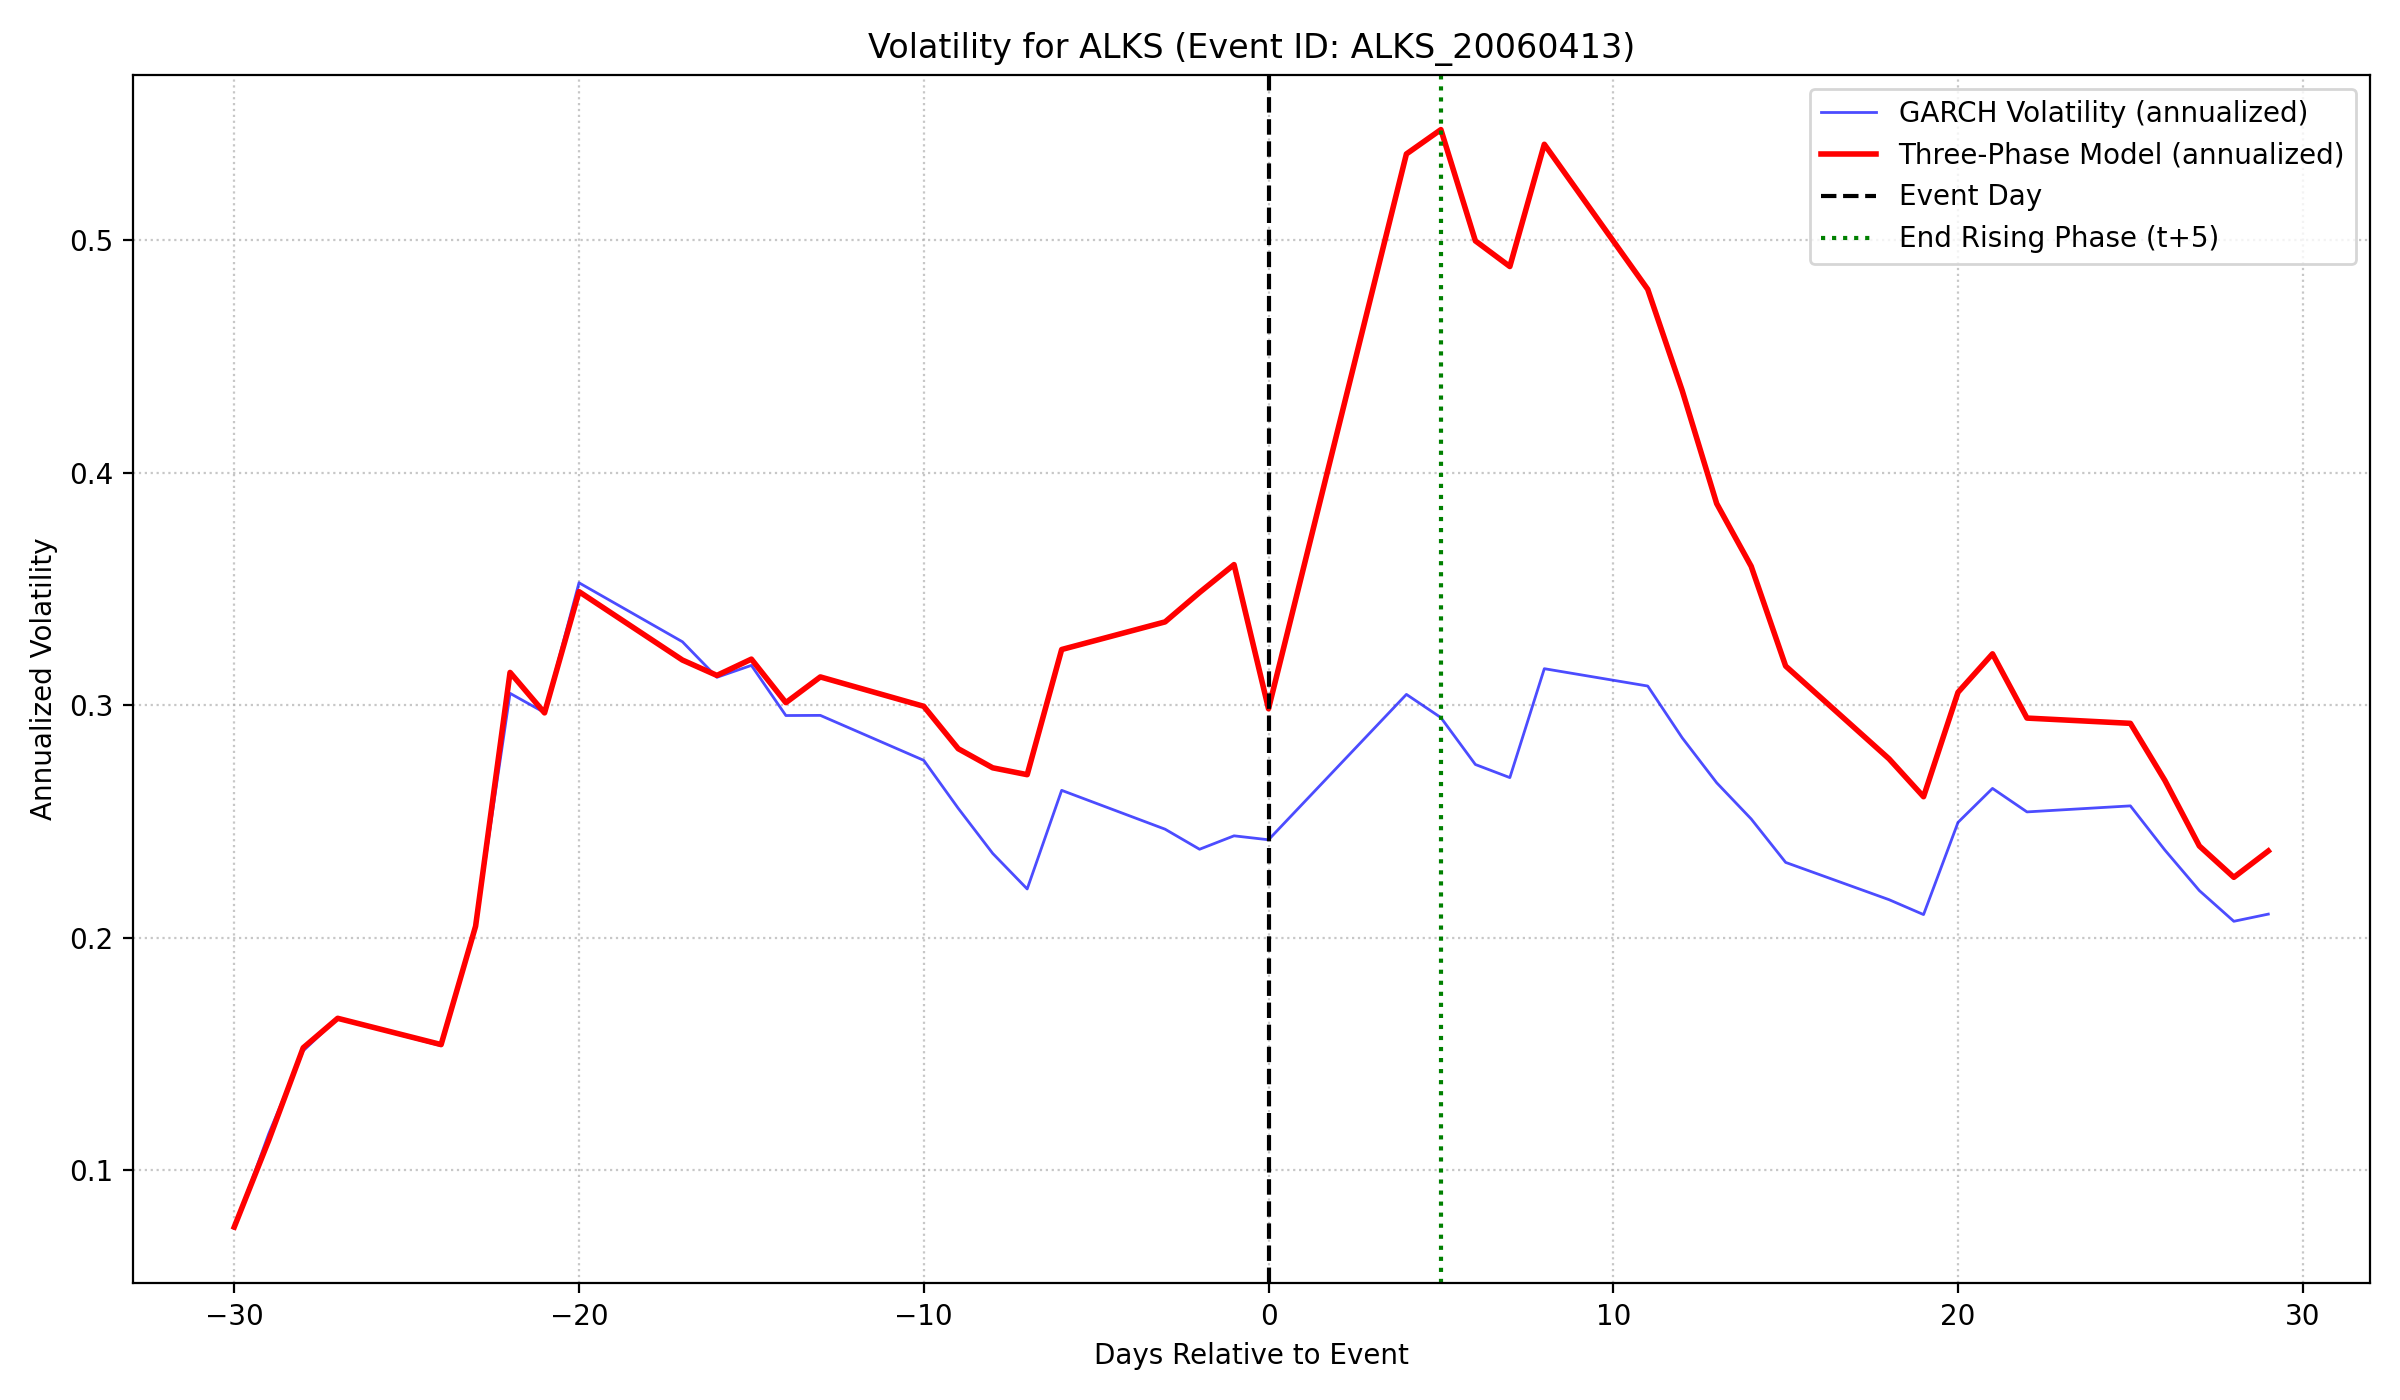 Volatility for ALKS (Event ID: ALKS_20060413)
GARCH Volatility (annualized)
Three-Phase Model (annualized)
Event Day
End Rising Phase (t+5)
Annualized Volatility
0.5
0.4
0.3
0.2
0.1
−30 −20 −10 0 10 20 30
Days Relative to Event